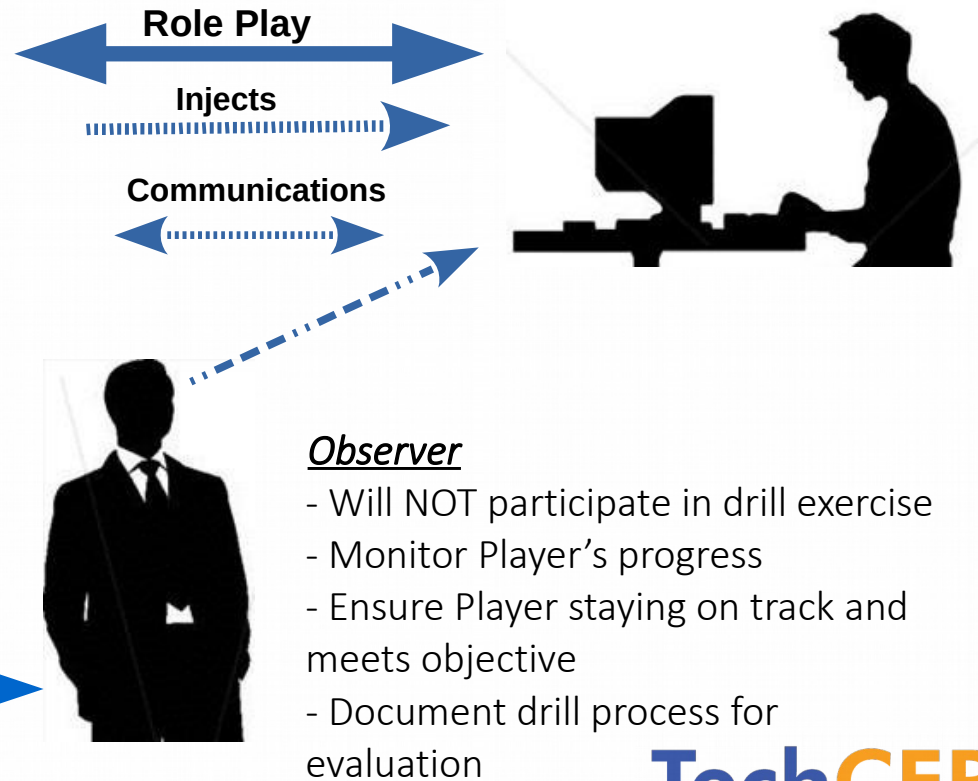 Role Play
Injects
Communications
Observer
- Will NOT participate in drill exercise
- Monitor Player’s progress
- Ensure Player staying on track and
meets objective
- Document drill process for
evaluation